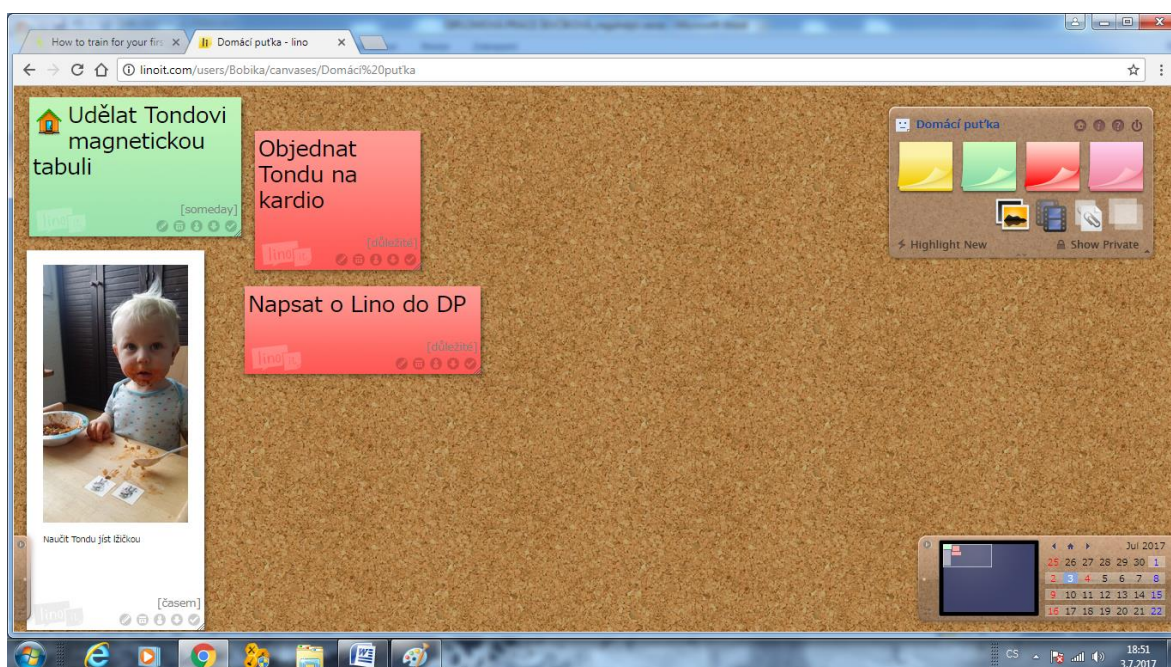 How to train for your firs
Domácí puťka - lino
linoit.com/users/Bobika/canvases/Domácí%20puťka
Udělat Tondovi
magnetickou
tabuli
[someday]
Objednat
Tondu na
kardio
[důležité]
Napsat o Lino do DP
[důležité]
Naučit Tondu jíst lžičkou
[časem]
Domácí puťka
Highlight New
Show Private
Jul 2017
25 26 27 28 29 30 1
2 3 4 5 6 7 8
9 10 11 12 13 14 15
16 17 18 19 20 21 22
CS
18:51
3.7.2017